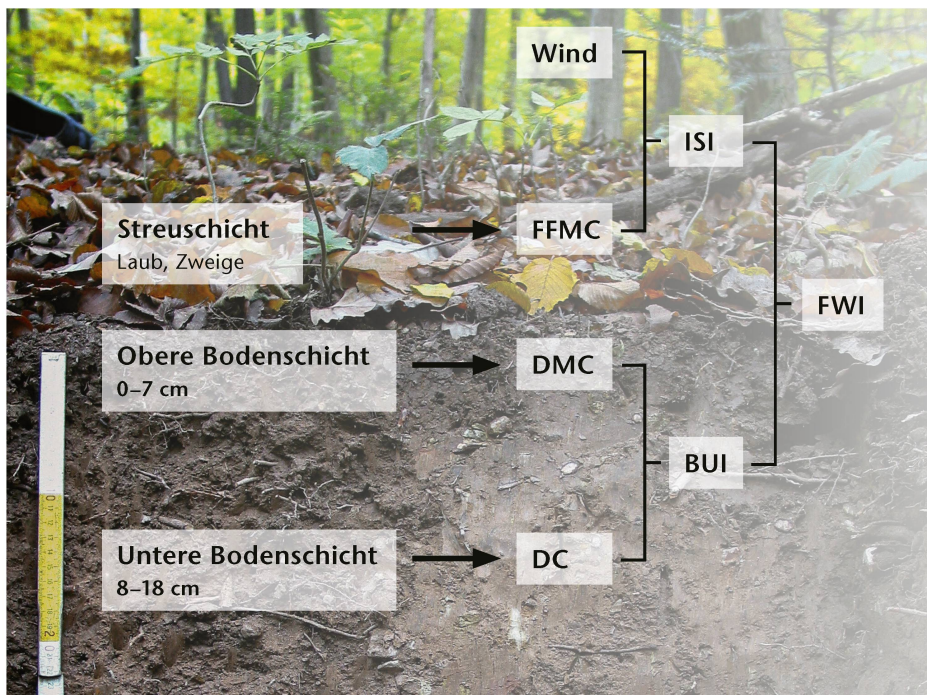 Wind
ISI
Streuschicht
Laub, Zweige
FFMC
FWI
Obere Bodenschicht
0–7 cm
DMC
BUI
Untere Bodenschicht
8–18 cm
DC